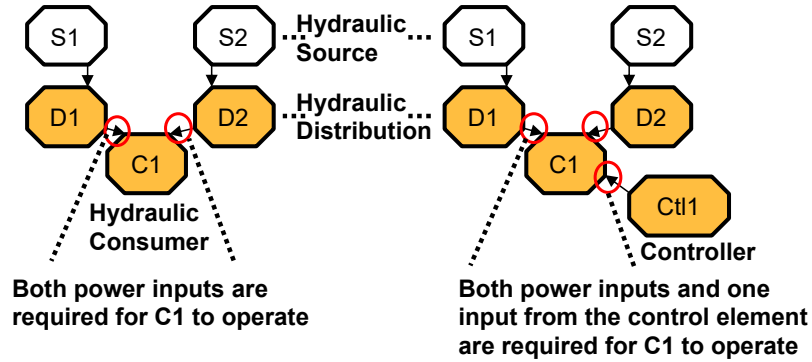 S1
S2
Hydraulic
Source
S1
S2
D1
D2
Hydraulic
Distribution
D1
D2
C1
C1
Ctl1
Hydraulic
Consumer
Controller
Both power inputs are
required for C1 to operate
Both power inputs and one
input from the control element
are required for C1 to operate